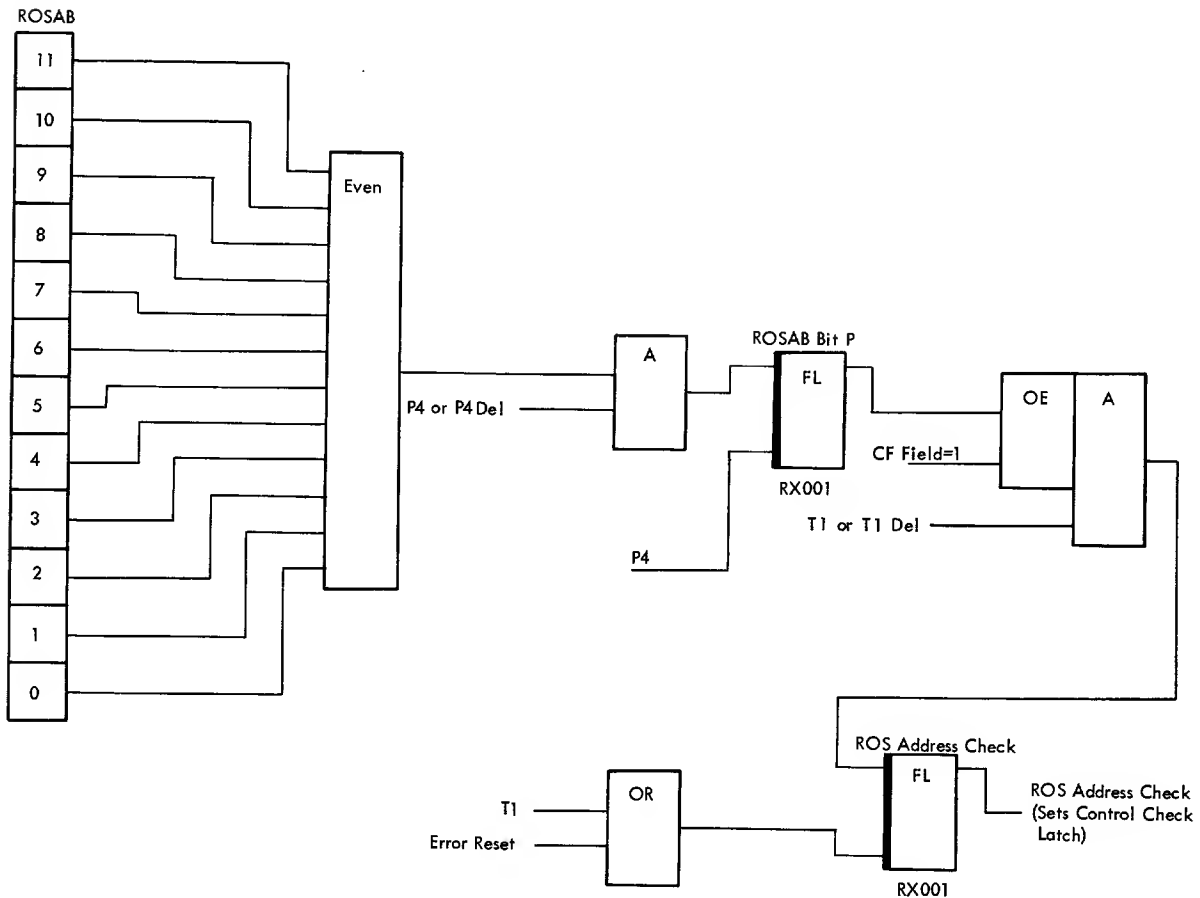 ROSAB
11
10
9
8
7
6
5
4
3
2
1
0
Even
P4 or P4 Del
A
ROSAB Bit P
FL
RX001
P4
OE
A
CF Field=1
T1 or T1 Del
T1
Error Reset
OR
ROS Address Check
FL
RX001
ROS Address Check
(Sets Control Check
Latch)